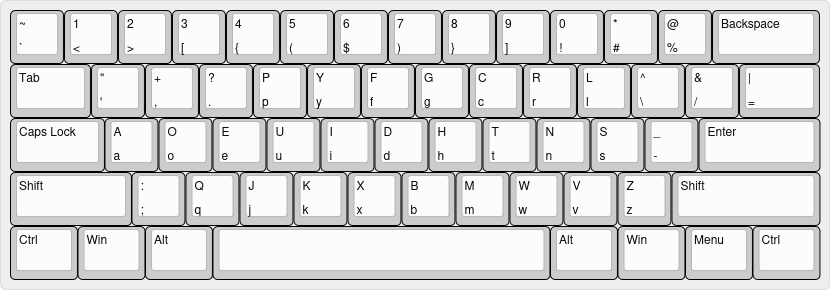 ~ 1 2 3 4 5 6 7 8 9 0 * @ Backspace
` < > [ { ( $ ) } ] ! # %
Tab " + ? P Y F G C R L ^ & |
' , . p y f g c r l \ / =
Caps Lock A O E U I D H T N S _ Enter
a o e u i d h t n s -
Shift : Q J K X B M W V Z Shift
; q j k x b m w v z
Ctrl Win Alt Alt Win Menu Ctrl